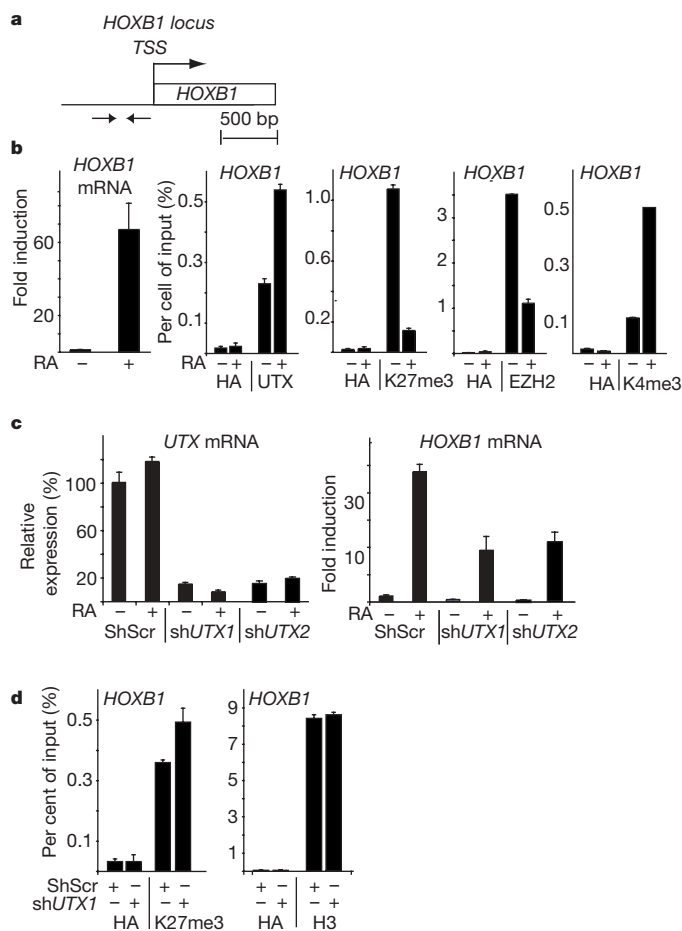 a
HOXB1 locus
TSS
HOXB1
500 bp
b
HOXB1
mRNA
Fold induction
60
20
RA
– +
Per cell of input (%)
HOXB1
0.5
0.3
0.1
RA – + – +
HA UTX
HOXB1
1.0
0.6
0.2
– + – +
HA K27me3
HOXB1
3
2
1
– + – +
HA EZH2
HOXB1
0.5
0.3
0.1
– + – +
HA K4me3
c
UTX mRNA
Relative
expression (%)
100
60
20
RA – + – + – +
ShScr shUTX1 shUTX2
HOXB1 mRNA
Fold induction
30
10
RA – + – + – +
ShScr shUTX1 shUTX2
d
HOXB1
Per cent of input (%)
0.5
0.3
0.1
ShScr + – + –
shUTX1 – + – +
HA K27me3
HOXB1
9
7
5
3
1
+ – + –
– + – +
HA H3